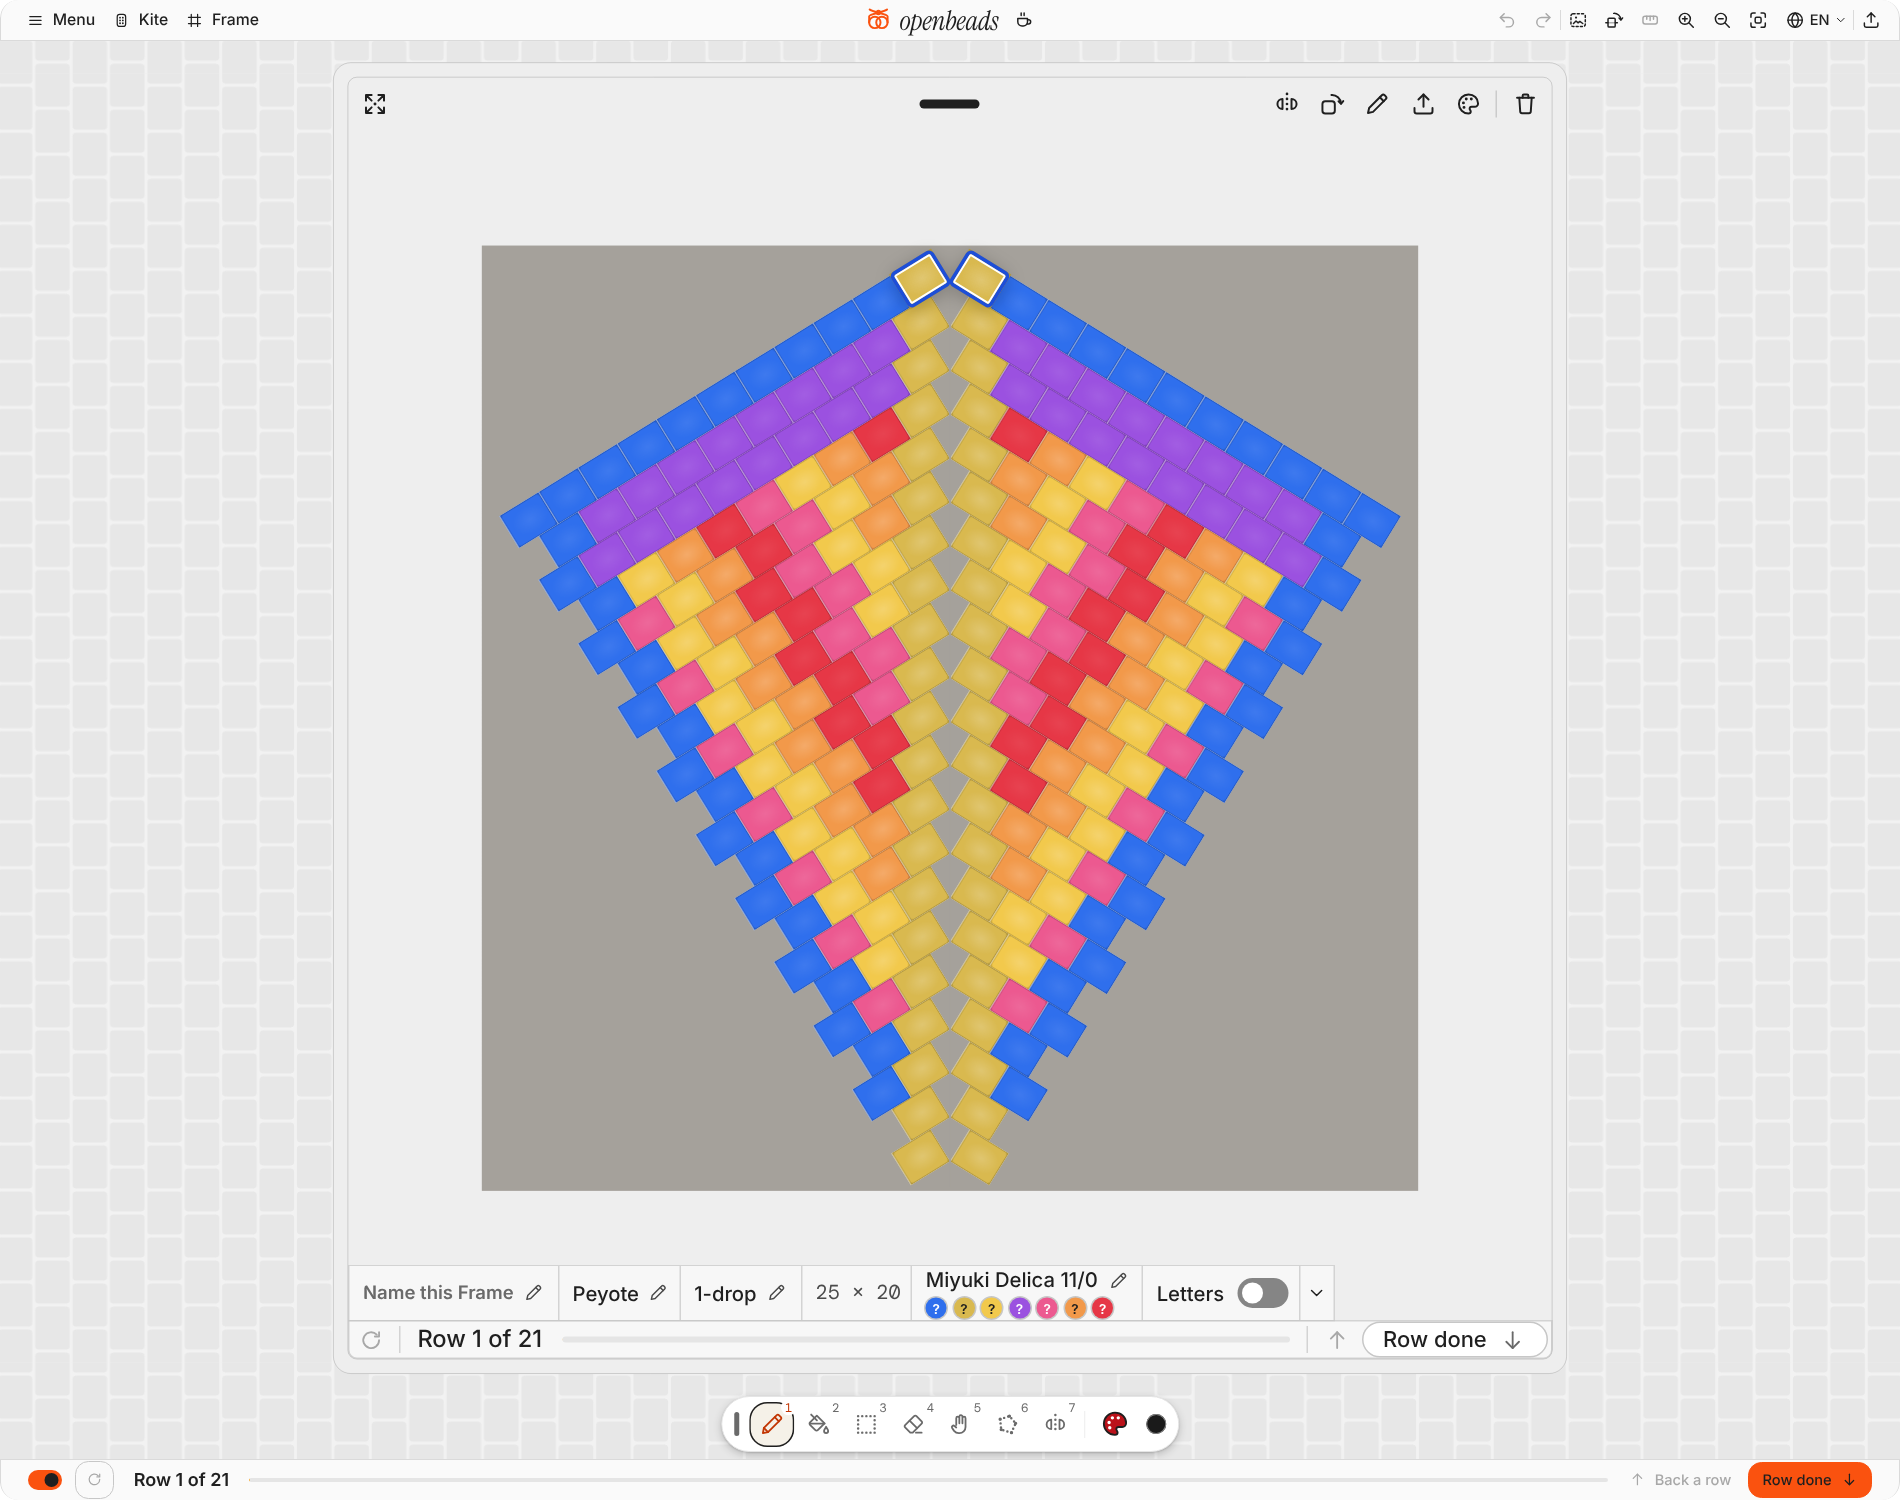 Menu
Kite
Frame
openbeads
EN
Name this Frame
Peyote
1-drop
25 × 20
Miyuki Delica 11/0
? ? ? ? ? ? ?
Letters
Row 1 of 21
Row done
1 2 3 4 5 6 7
Row 1 of 21
Back a row
Row done